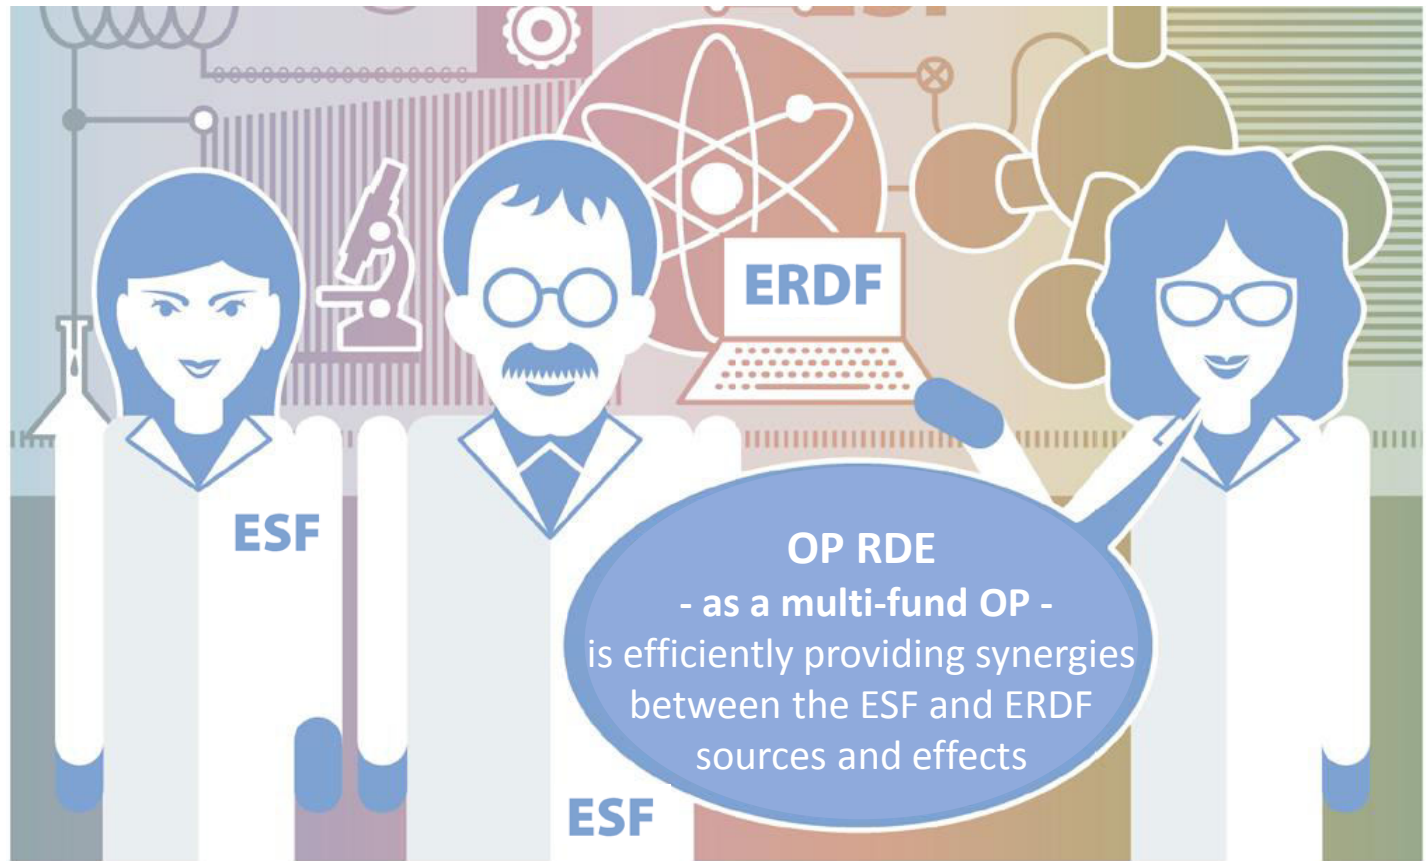 ERDF
ESF
OP RDE
- as a multi-fund OP -
is efficiently providing synergies
between the ESF and ERDF
sources and effects
ESF